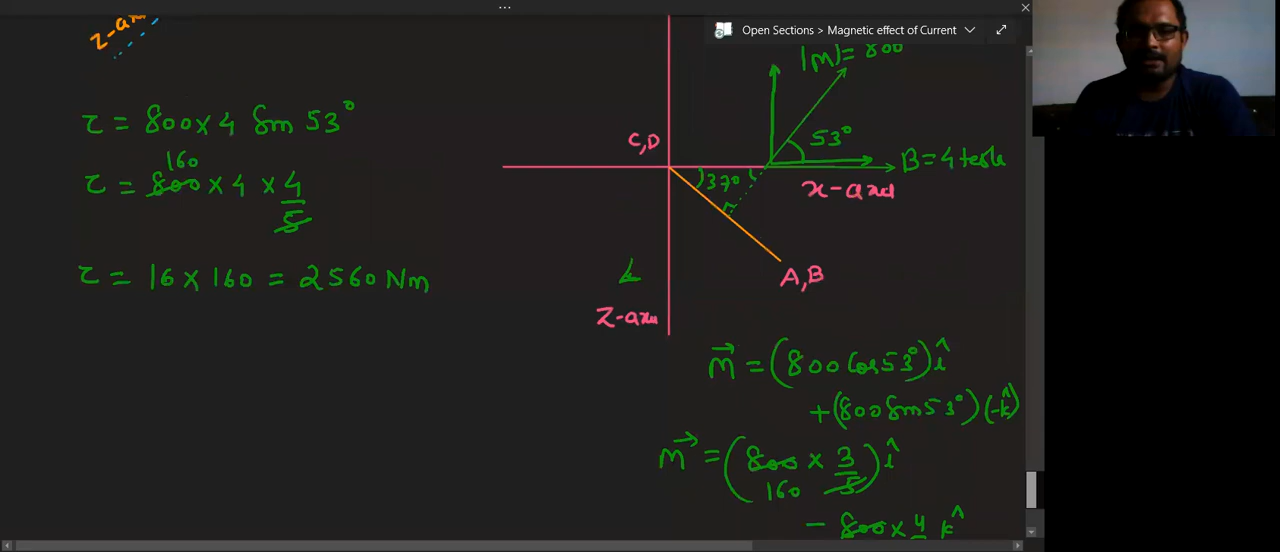 Open Sections > Magnetic effect of Current
z-axis
τ = 800 × 4 sin 53°
160
τ = 800 × 4 × 4/5
τ = 16 × 160 = 2560 Nm
|M| = 800
53°
C,D
B = 4 tesla
37°
x-axis
A,B
z-axis
M⃗ = (800 cos 53°) î
+ (800 sin 53°) (-k̂)
M⃗ = (800 × 3/5) î
160
- 800 × 4 k̂